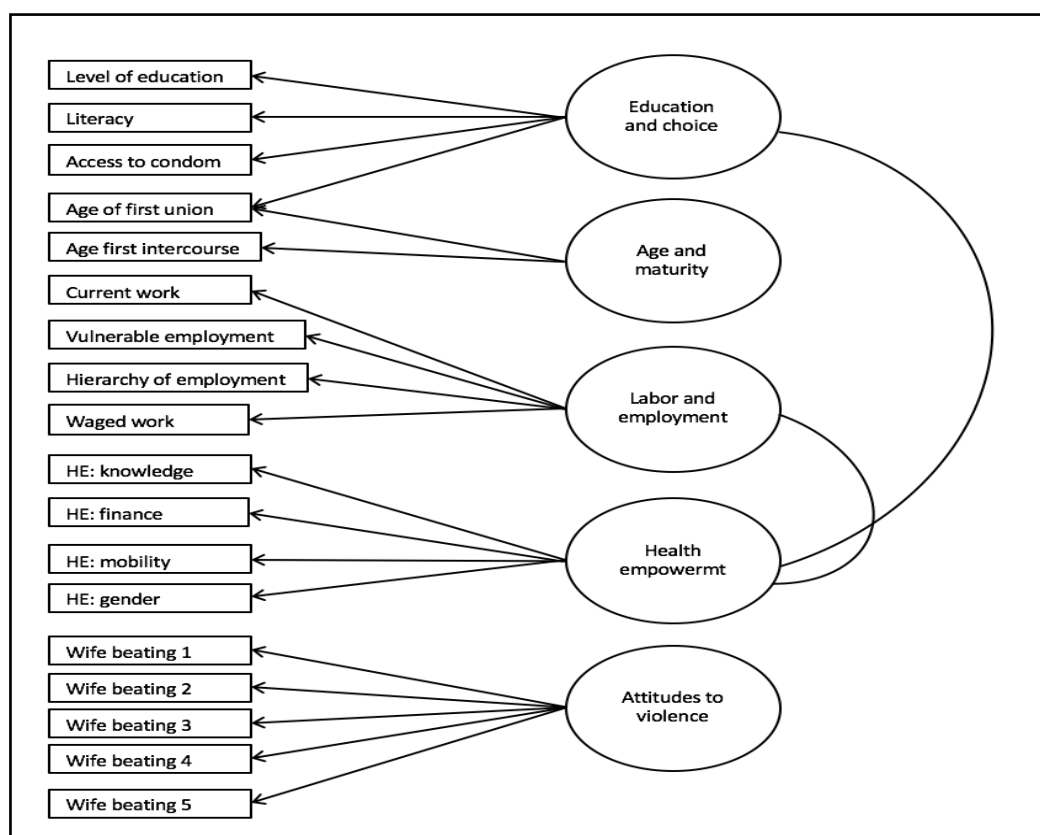 Level of education
Literacy
Access to condom
Age of first union
Age first intercourse
Current work
Vulnerable employment
Hierarchy of employment
Waged work
HE: knowledge
HE: finance
HE: mobility
HE: gender
Wife beating 1
Wife beating 2
Wife beating 3
Wife beating 4
Wife beating 5
Education
and choice
Age and
maturity
Labor and
employment
Health
empowermt
Attitudes to
violence